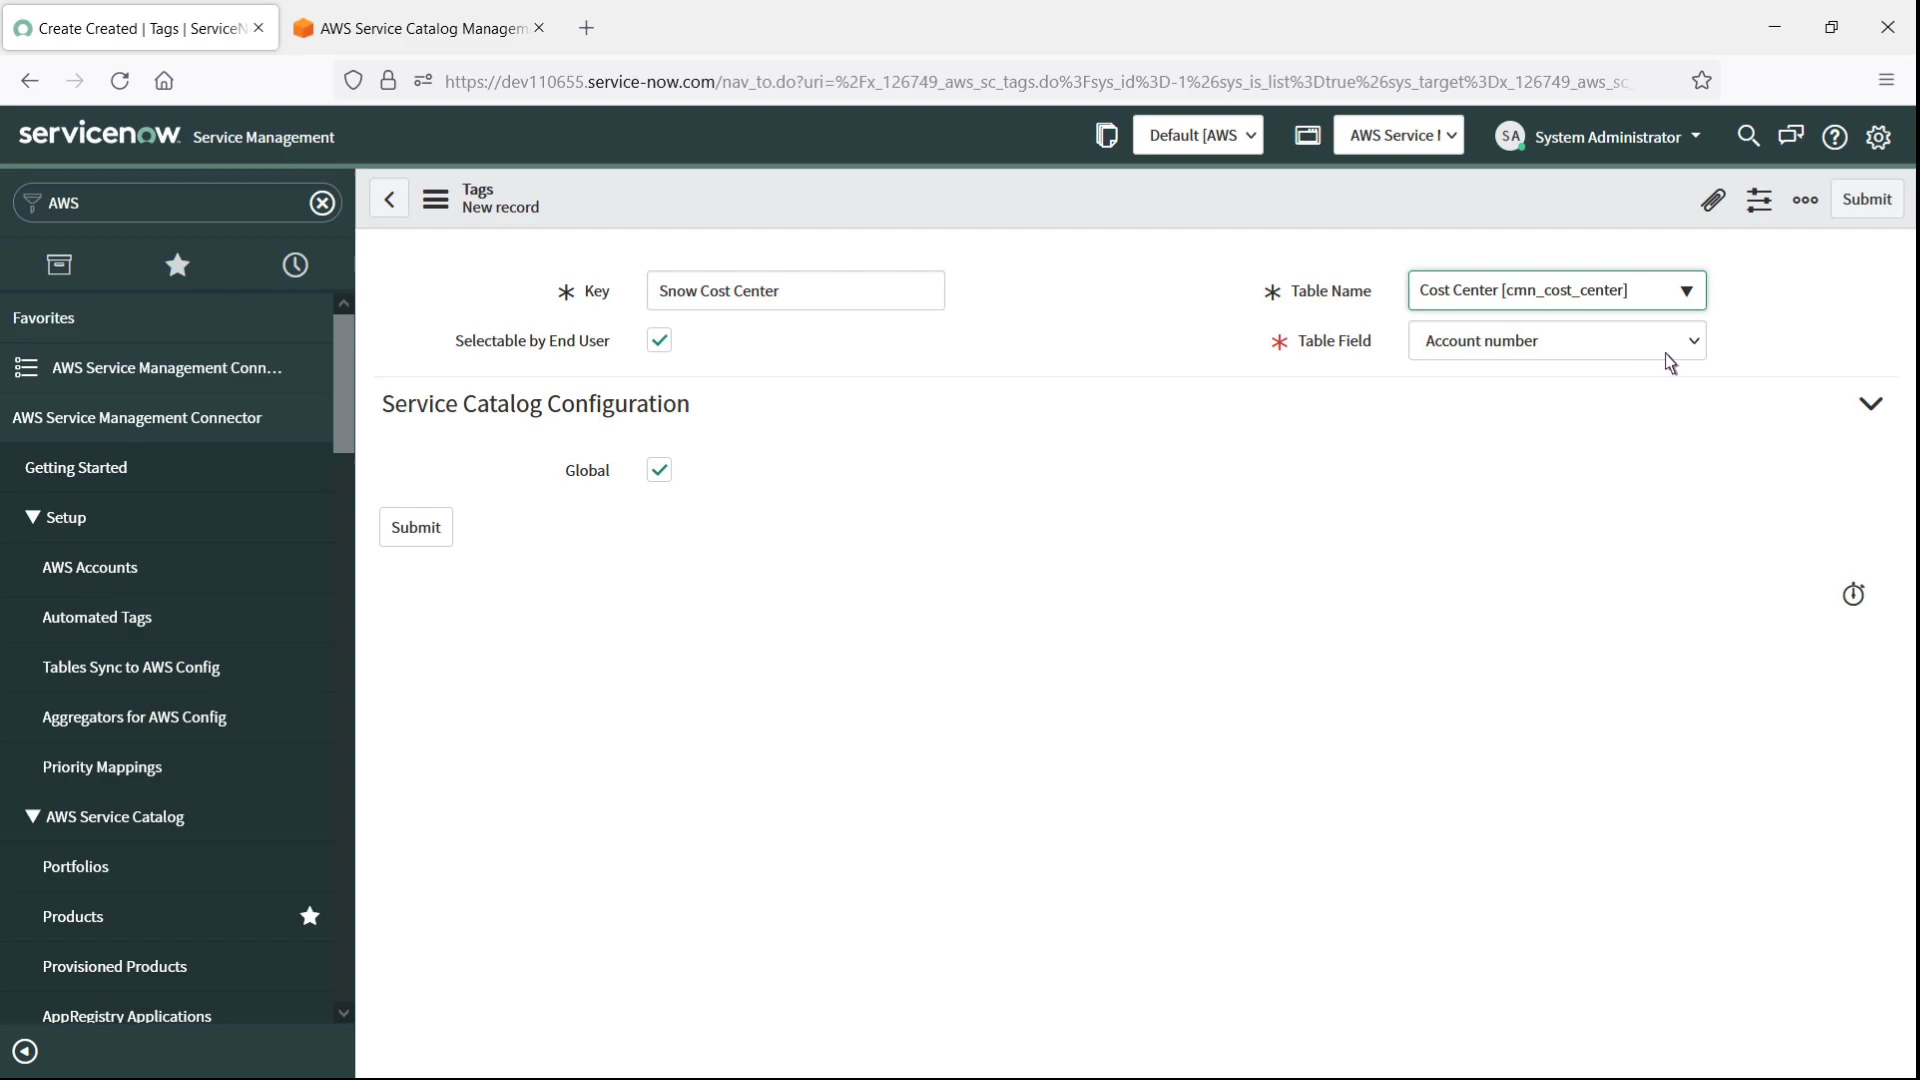 Create Created | Tags | ServiceN
AWS Service Catalog Managem
https://dev110655.service-now.com/nav_to.do?uri=%2Fx_126749_aws_sc_tags.do%3Fsys_id%3D-1%26sys_is_list%3Dtrue%26sys_target%3Dx_126749_aws_sc_
servicenow Service Management
Default [AWS
AWS Service M
SA
System Administrator
AWS
Tags
New record
Submit
Favorites
AWS Service Management Conn...
AWS Service Management Connector
Getting Started
Setup
AWS Accounts
Automated Tags
Tables Sync to AWS Config
Aggregators for AWS Config
Priority Mappings
AWS Service Catalog
Portfolios
Products
Provisioned Products
AppRegistry Applications
Key
Snow Cost Center
Table Name
Cost Center [cmn_cost_center]
Selectable by End User
Table Field
Account number
Service Catalog Configuration
Global
Submit